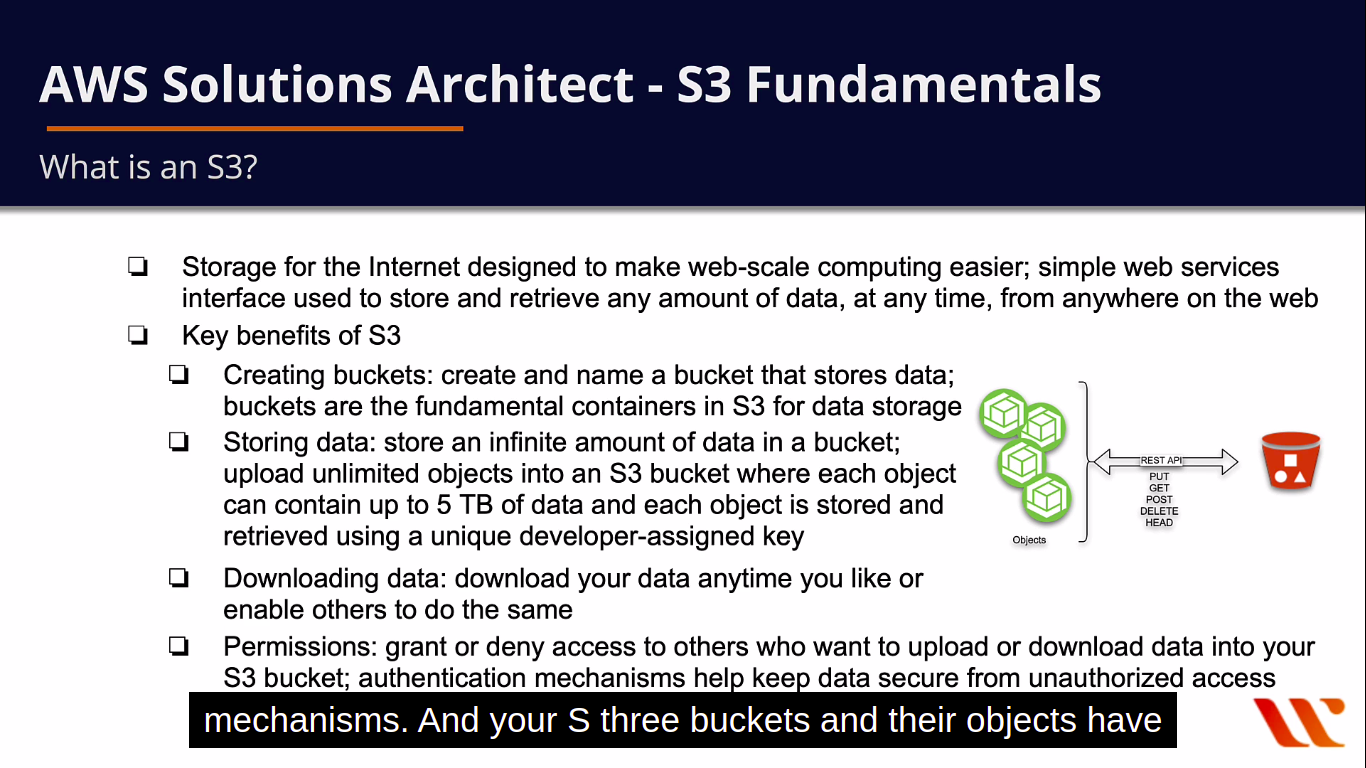 AWS Solutions Architect - S3 Fundamentals
What is an S3?
Storage for the Internet designed to make web-scale computing easier; simple web services
interface used to store and retrieve any amount of data, at any time, from anywhere on the web
Key benefits of S3
Creating buckets: create and name a bucket that stores data;
buckets are the fundamental containers in S3 for data storage
Storing data: store an infinite amount of data in a bucket;
upload unlimited objects into an S3 bucket where each object
can contain up to 5 TB of data and each object is stored and
retrieved using a unique developer-assigned key
Downloading data: download your data anytime you like or
enable others to do the same
Permissions: grant or deny access to others who want to upload or download data into your
S3 bucket; authentication mechanisms help keep data secure from unauthorized access
Objects
REST API
PUT
GET
POST
DELETE
HEAD
mechanisms. And your S three buckets and their objects have